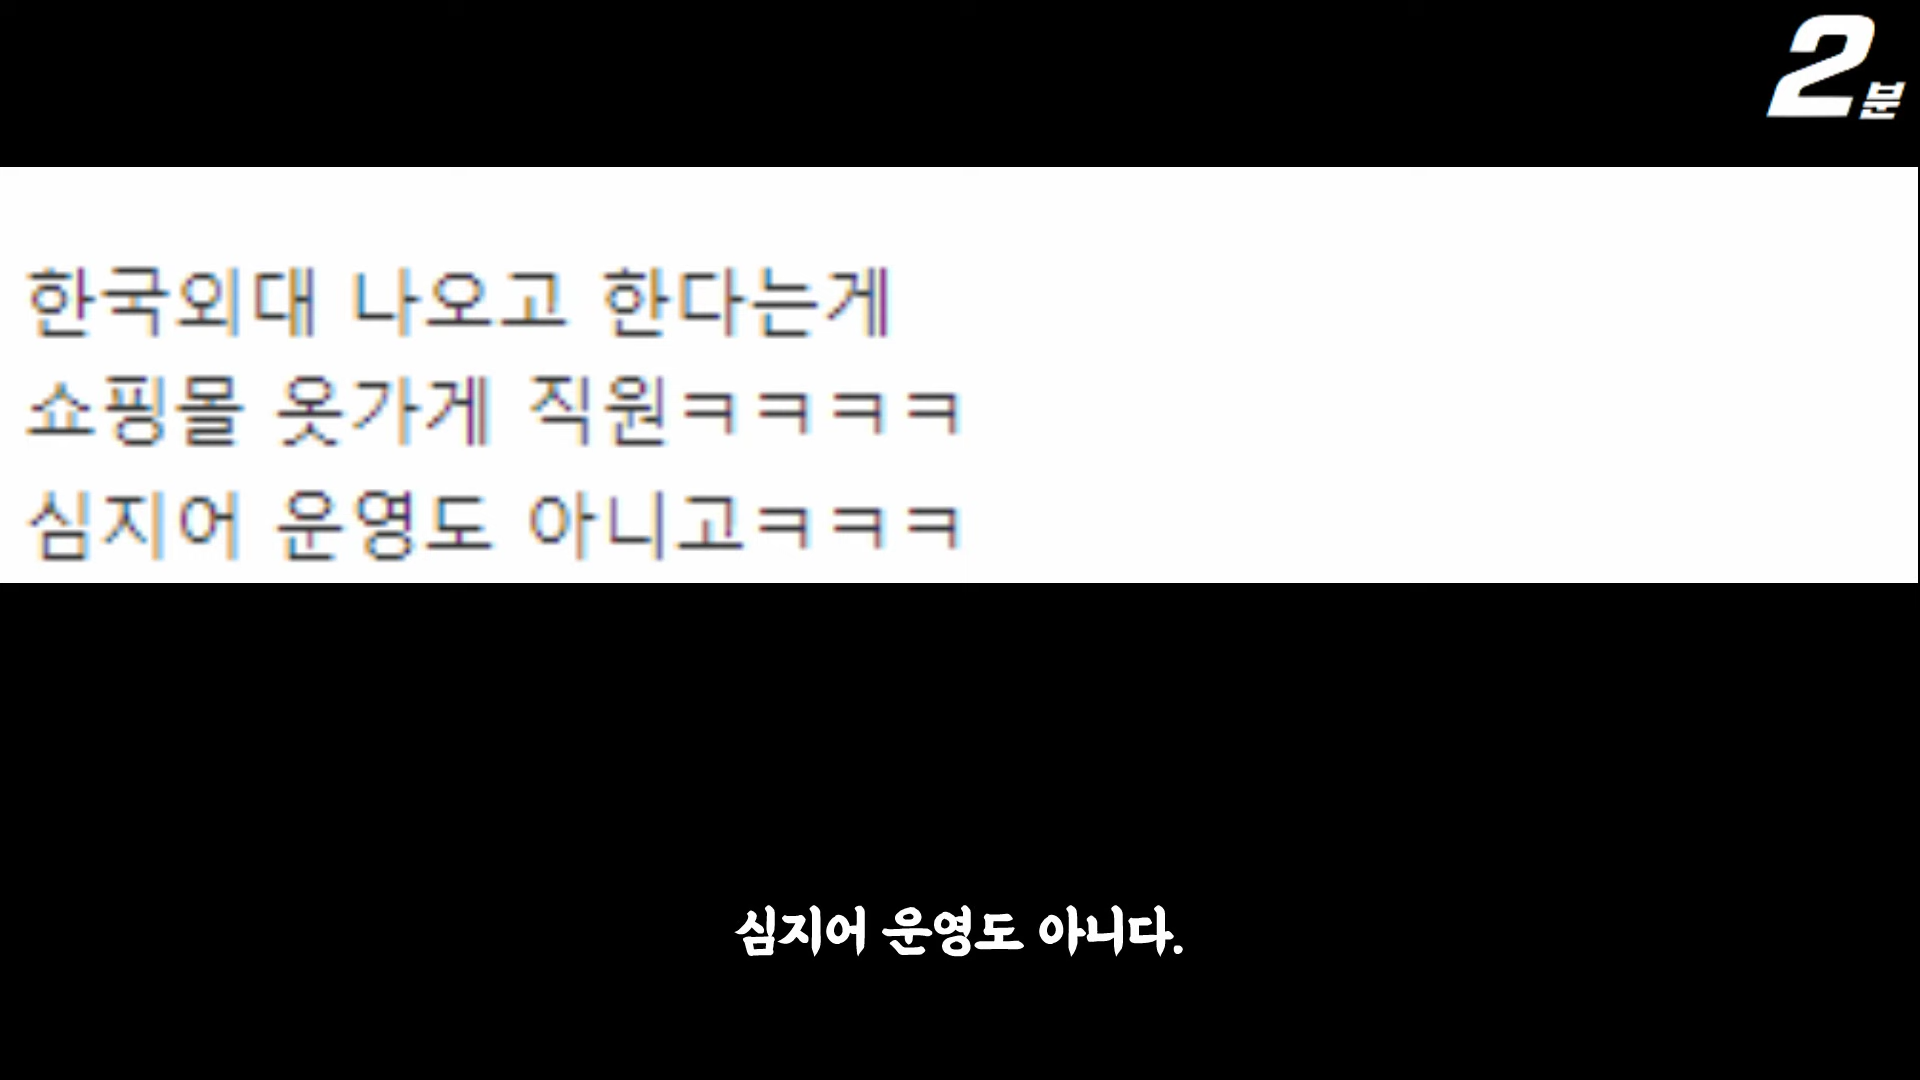 2분
한국외대 나오고 한다는게
쇼핑몰 옷가게 직원ㅋㅋㅋㅋ
심지어 운영도 아니고ㅋㅋㅋ
심지어 운영도 아니다.